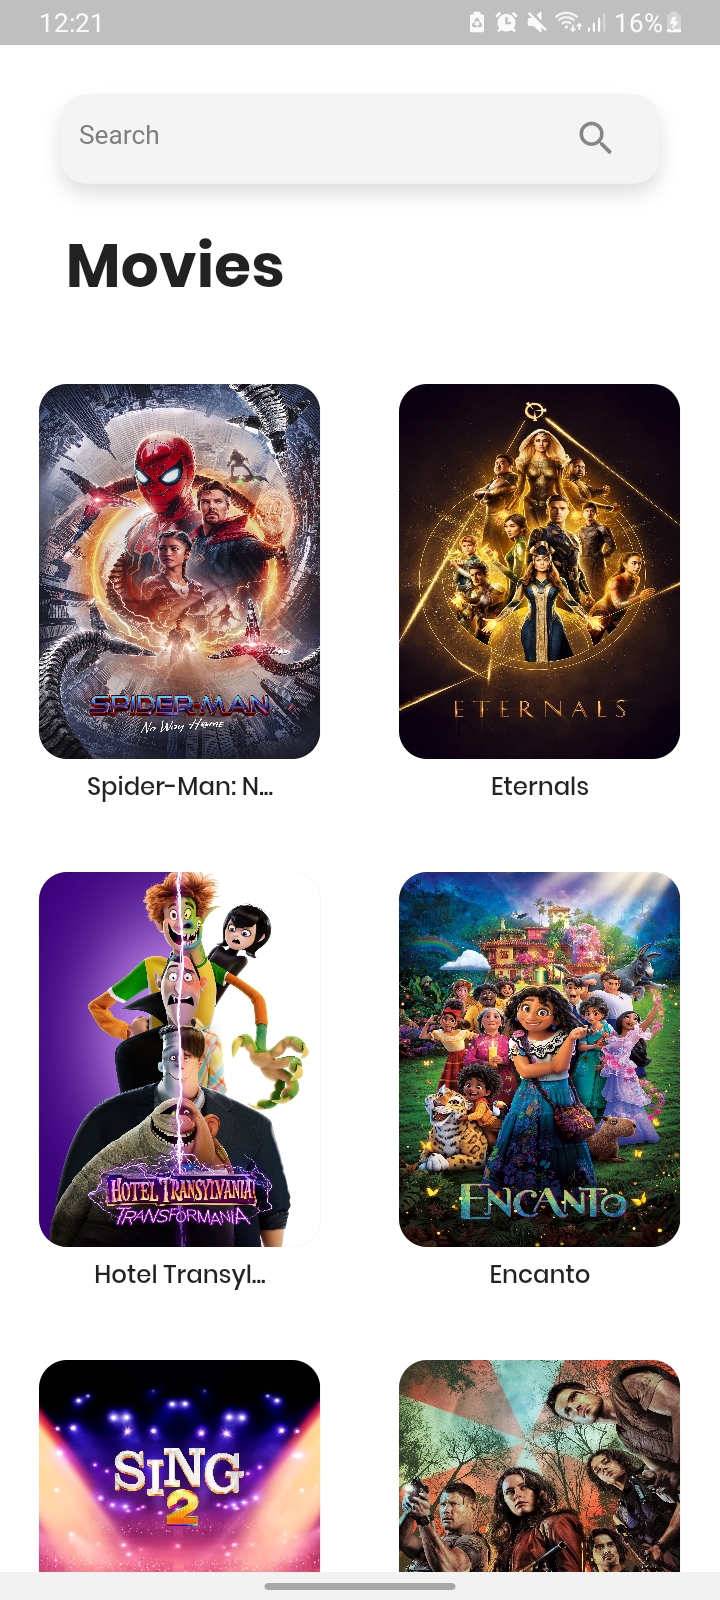 12:21
16%
Search
Movies
SPIDER-MAN
No Way Home
ETERNALS
Spider-Man: N...
Eternals
HOTEL TRANSYLVANIA!
TRANSFORMANIA
ENCANTO
Hotel Transyl...
Encanto
SING
2